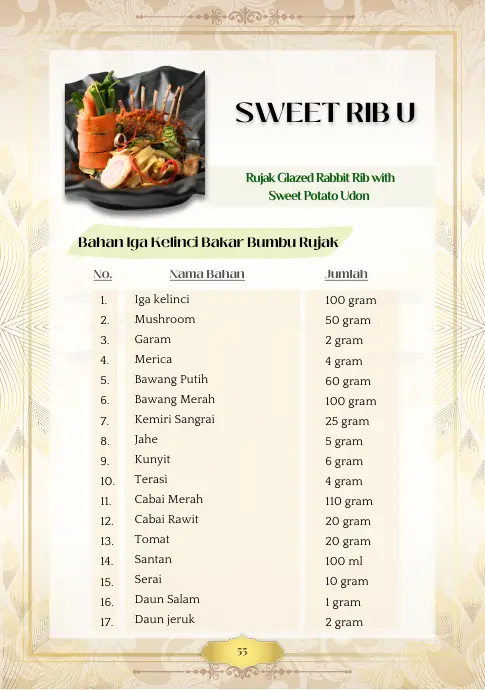 SWEET RIB U
Rujak Glazed Rabbit Rib with
Sweet Potato Udon
Bahan Iga Kelinci Bakar Bumbu Rujak
No. Nama Bahan Jumlah
1. Iga kelinci 100 gram
2. Mushroom 50 gram
3. Garam 2 gram
4. Merica 4 gram
5. Bawang Putih 60 gram
6. Bawang Merah 100 gram
7. Kemiri Sangrai 25 gram
8. Jahe 5 gram
9. Kunyit 6 gram
10. Terasi 4 gram
11. Cabai Merah 110 gram
12. Cabai Rawit 20 gram
13. Tomat 20 gram
14. Santan 100 ml
15. Serai 10 gram
16. Daun Salam 1 gram
17. Daun jeruk 2 gram
55